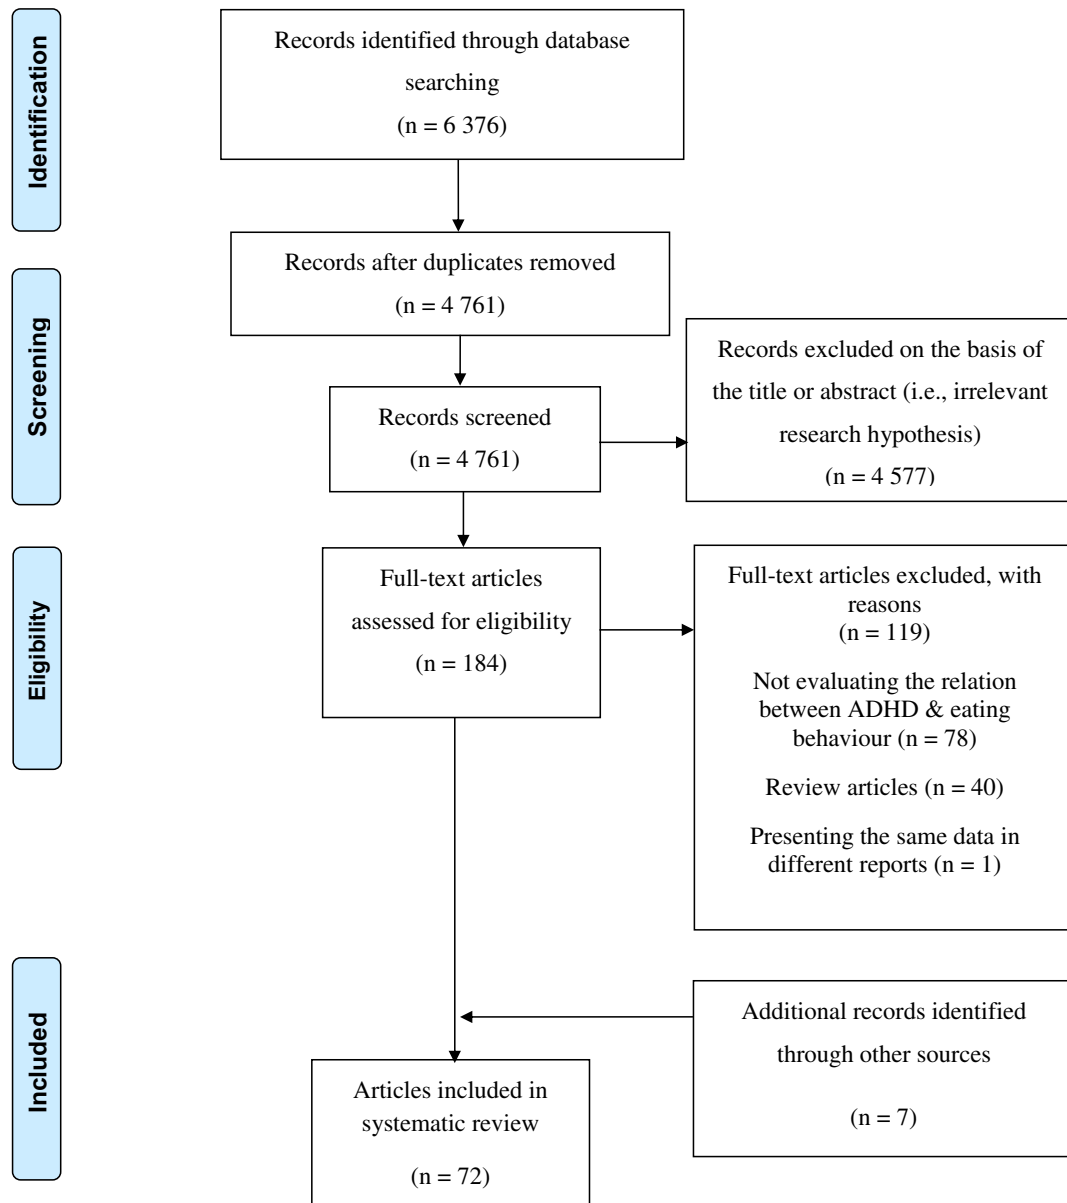 Identification
Records identified through database
searching
(n = 6 376)
Records after duplicates removed
(n = 4 761)
Screening
Records screened
(n = 4 761)
Records excluded on the basis of
the title or abstract (i.e., irrelevant
research hypothesis)
(n = 4 577)
Eligibility
Full-text articles
assessed for eligibility
(n = 184)
Full-text articles excluded, with
reasons
(n = 119)
Not evaluating the relation
between ADHD & eating
behaviour (n = 78)
Review articles (n = 40)
Presenting the same data in
different reports (n = 1)
Included
Additional records identified
through other sources
(n = 7)
Articles included in
systematic review
(n = 72)